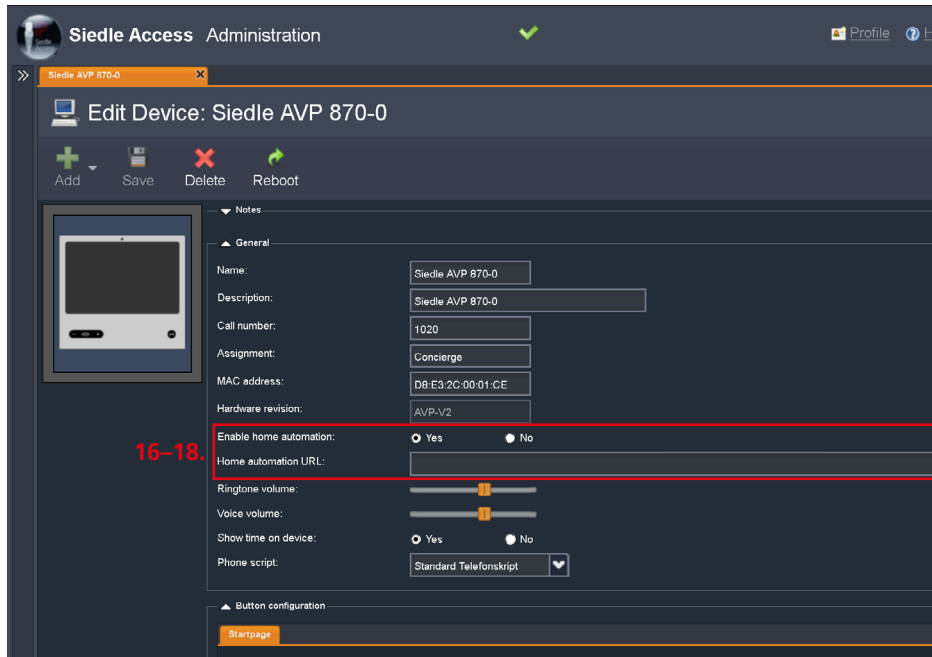 Siedle Access Administration
Profile
Siedle AVP 870-0
Edit Device: Siedle AVP 870-0
Add Save Delete Reboot
Notes
General
Name: Siedle AVP 870-0
Description: Siedle AVP 870-0
Call number: 1020
Assignment: Concierge
MAC address: D8:E3:2C:00:01:CE
Hardware revision: AVP-V2
16–18.
Enable home automation: Yes No
Home automation URL:
Ringtone volume:
Voice volume:
Show time on device: Yes No
Phone script: Standard Telefonskript
Button configuration
Startpage